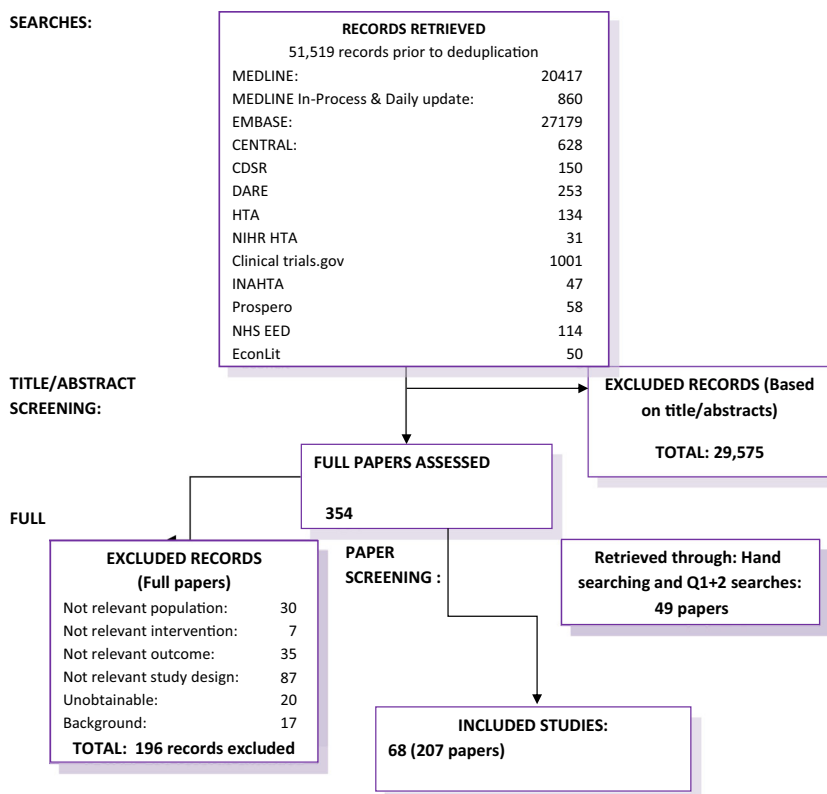 SEARCHES:
RECORDS RETRIEVED
51,519 records prior to deduplication
MEDLINE: 20417
MEDLINE In-Process & Daily update: 860
EMBASE: 27179
CENTRAL: 628
CDSR 150
DARE 253
HTA 134
NIHR HTA 31
Clinical trials.gov 1001
INAHTA 47
Prospero 58
NHS EED 114
EconLit 50
TITLE/ABSTRACT
SCREENING:
EXCLUDED RECORDS (Based
on title/abstracts)
TOTAL: 29,575
FULL PAPERS ASSESSED
354
FULL
PAPER
SCREENING :
EXCLUDED RECORDS
(Full papers)
Not relevant population: 30
Not relevant intervention: 7
Not relevant outcome: 35
Not relevant study design: 87
Unobtainable: 20
Background: 17
TOTAL: 196 records excluded
Retrieved through: Hand
searching and Q1+2 searches:
49 papers
INCLUDED STUDIES:
68 (207 papers)